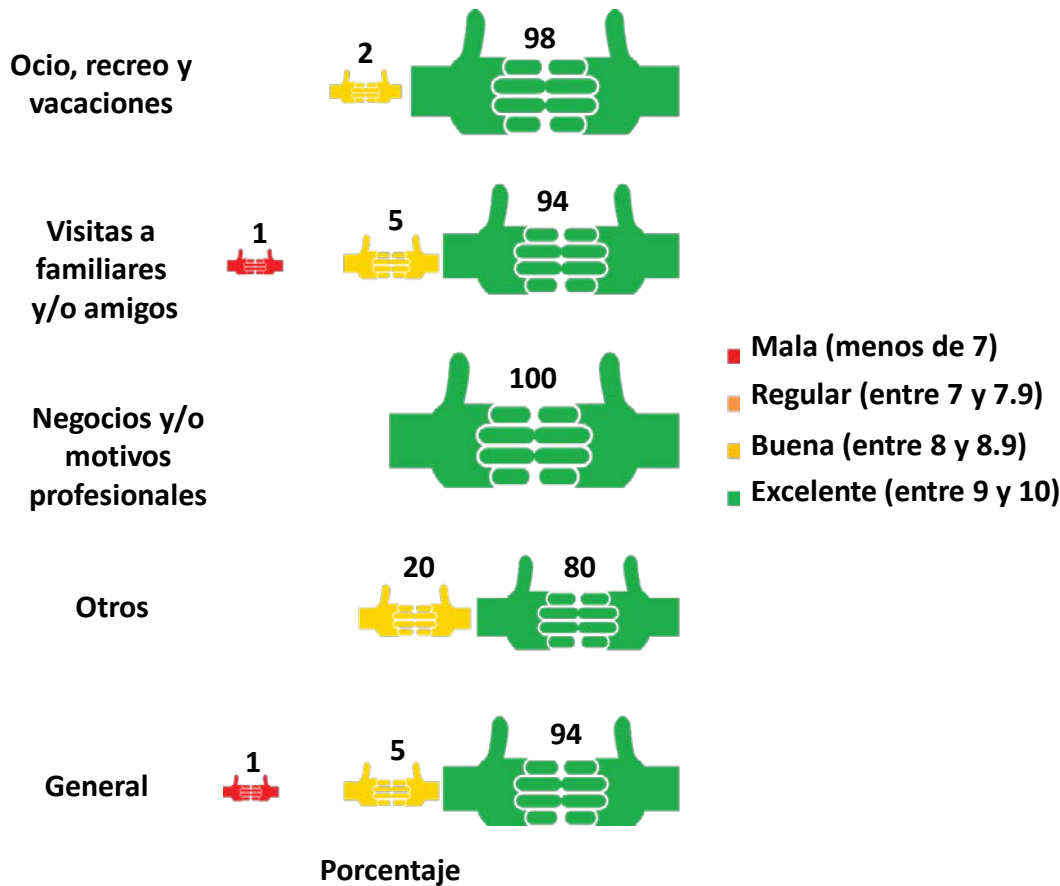 Ocio, recreo y
vacaciones
2
98
Visitas a
familiares
y/o amigos
1
5
94
Negocios y/o
motivos
profesionales
100
Otros
20
80
General
1
5
94
Porcentaje
Mala (menos de 7)
Regular (entre 7 y 7.9)
Buena (entre 8 y 8.9)
Excelente (entre 9 y 10)